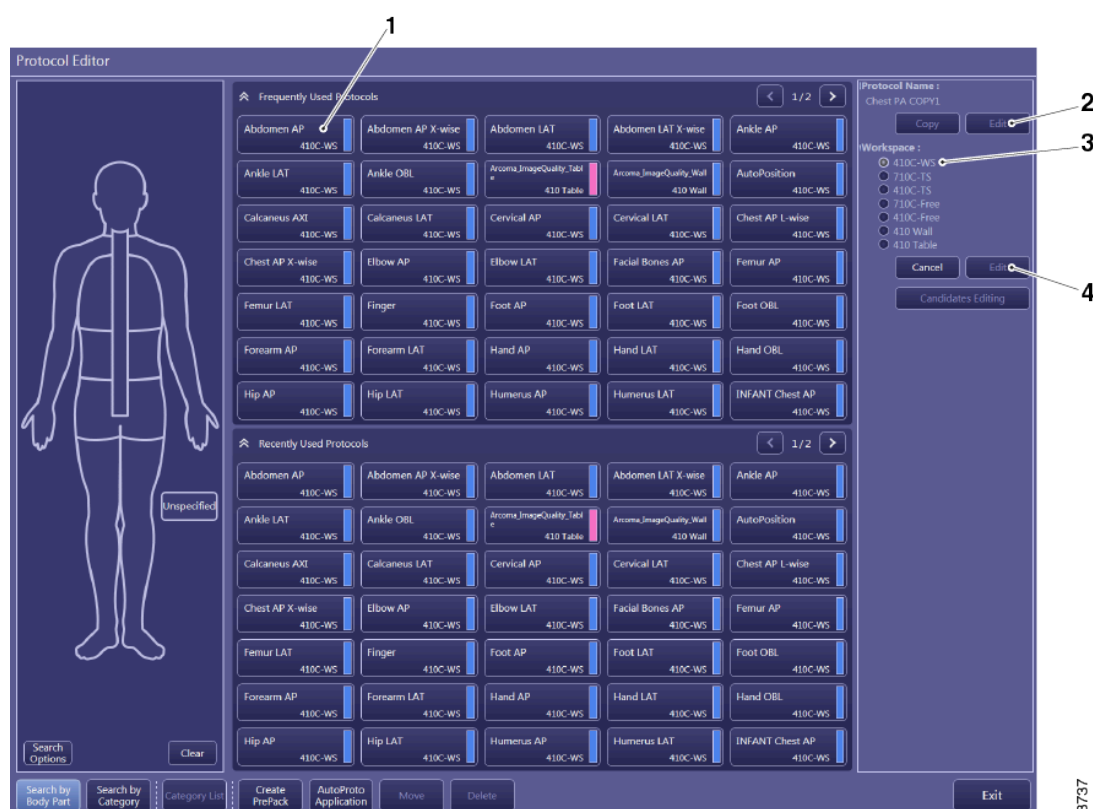 1
Protocol Editor
Frequently Used Protocols
1/2
Abdomen AP
410C-WS
Abdomen AP X-wise
410C-WS
Abdomen LAT
410C-WS
Abdomen LAT X-wise
410C-WS
Ankle AP
410C-WS
Ankle LAT
410C-WS
Ankle OBL
410C-WS
Arcoma_ImageQuality_Tabl
e
410 Table
Arcoma_ImageQuality_Wall
410 Wall
AutoPosition
410C-WS
Calcaneus AXI
410C-WS
Calcaneus LAT
410C-WS
Cervical AP
410C-WS
Cervical LAT
410C-WS
Chest AP L-wise
410C-WS
Chest AP X-wise
410C-WS
Elbow AP
410C-WS
Elbow LAT
410C-WS
Facial Bones AP
410C-WS
Femur AP
410C-WS
Femur LAT
410C-WS
Finger
410C-WS
Foot AP
410C-WS
Foot LAT
410C-WS
Foot OBL
410C-WS
Forearm AP
410C-WS
Forearm LAT
410C-WS
Hand AP
410C-WS
Hand LAT
410C-WS
Hand OBL
410C-WS
Hip AP
410C-WS
Hip LAT
410C-WS
Humerus AP
410C-WS
Humerus LAT
410C-WS
INFANT Chest AP
410C-WS
Recently Used Protocols
1/2
Abdomen AP
410C-WS
Abdomen AP X-wise
410C-WS
Abdomen LAT
410C-WS
Abdomen LAT X-wise
410C-WS
Ankle AP
410C-WS
Ankle LAT
410C-WS
Ankle OBL
410C-WS
Arcoma_ImageQuality_Tabl
e
410 Table
Arcoma_ImageQuality_Wall
410 Wall
AutoPosition
410C-WS
Calcaneus AXI
410C-WS
Calcaneus LAT
410C-WS
Cervical AP
410C-WS
Cervical LAT
410C-WS
Chest AP L-wise
410C-WS
Chest AP X-wise
410C-WS
Elbow AP
410C-WS
Elbow LAT
410C-WS
Facial Bones AP
410C-WS
Femur AP
410C-WS
Femur LAT
410C-WS
Finger
410C-WS
Foot AP
410C-WS
Foot LAT
410C-WS
Foot OBL
410C-WS
Forearm AP
410C-WS
Forearm LAT
410C-WS
Hand AP
410C-WS
Hand LAT
410C-WS
Hand OBL
410C-WS
Hip AP
410C-WS
Hip LAT
410C-WS
Humerus AP
410C-WS
Humerus LAT
410C-WS
INFANT Chest AP
410C-WS
Protocol Name :
Chest PA COPY1
Copy
Edit
2
Workspace :
3
410C-WS
710C-TS
410C-TS
710C-Free
410C-Free
410 Wall
410 Table
Cancel
Edit
4
Candidates Editing
Unspecified
Search
Options
Clear
Search by
Body Part
Search by
Category
Category List
Create
PrePack
AutoProto
Application
Move
Delete
Exit